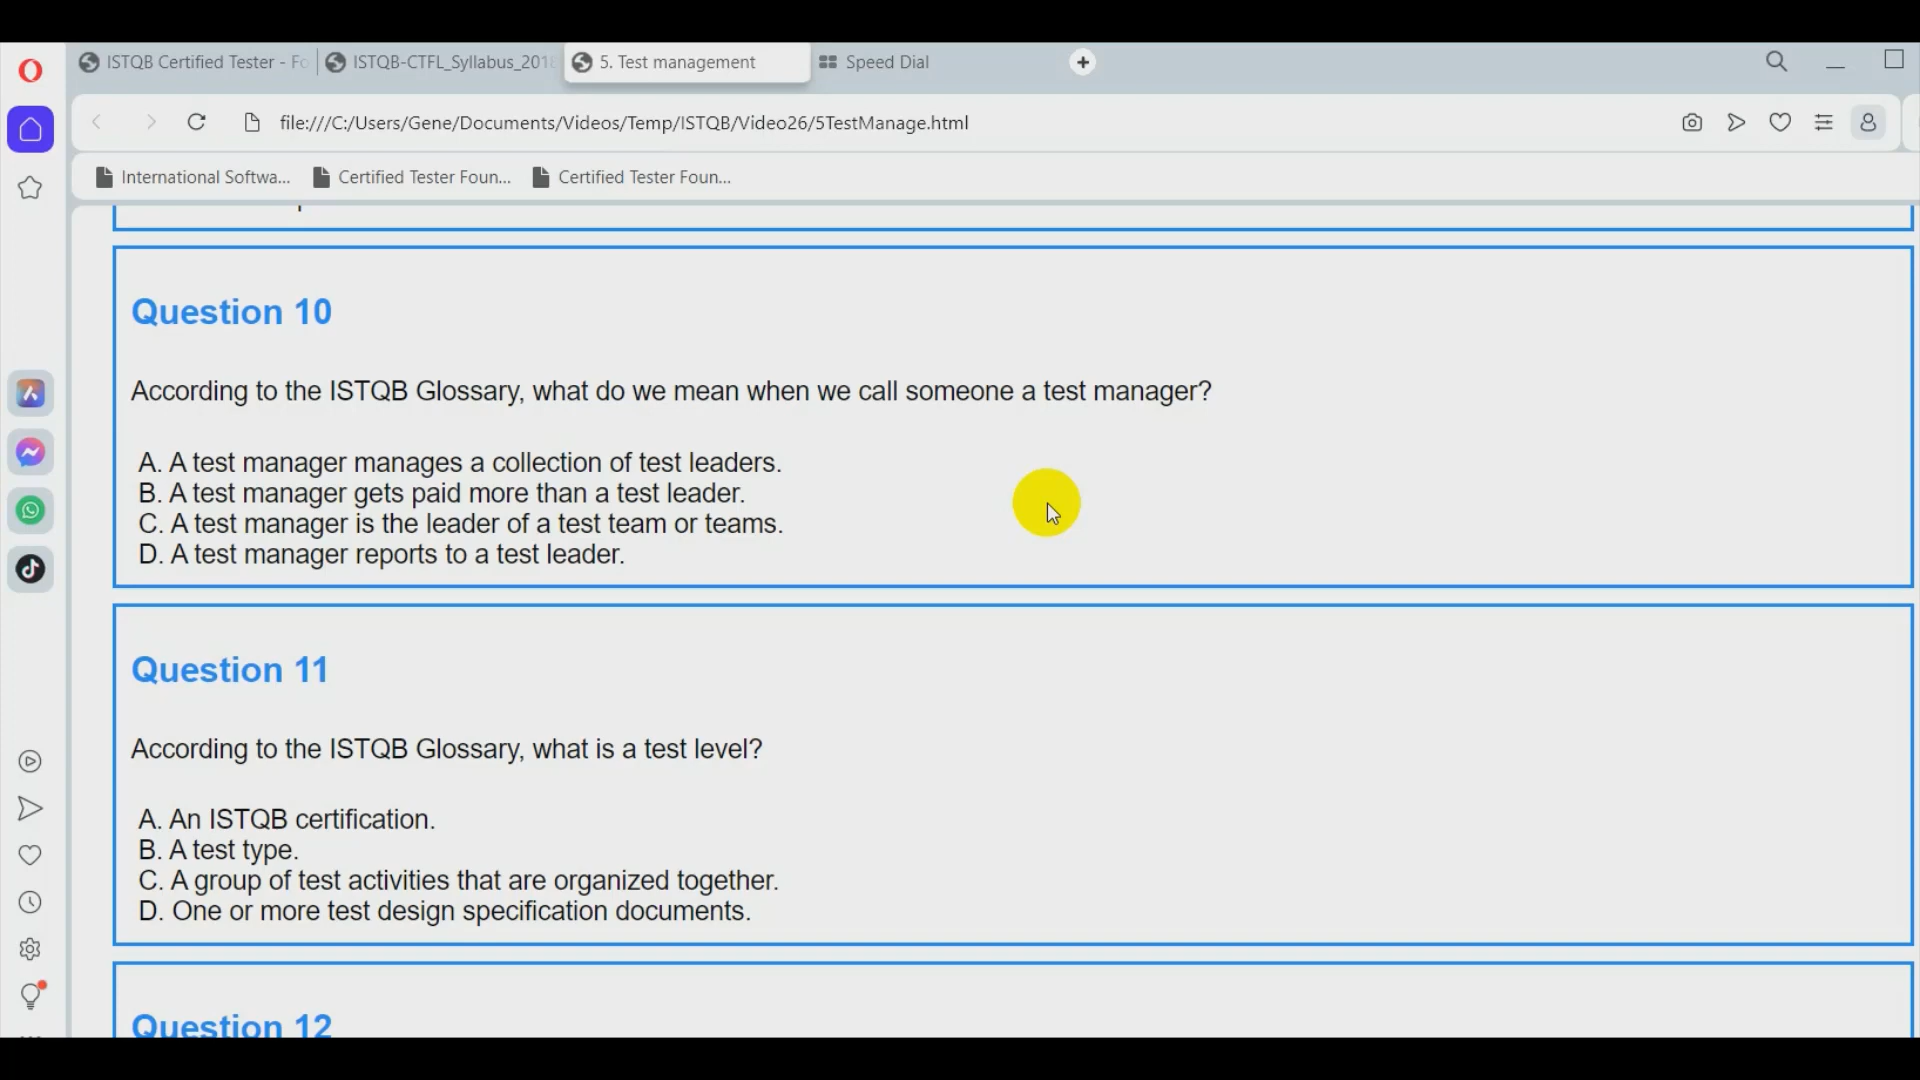 ISTQB Certified Tester - Fo
ISTQB-CTFL_Syllabus_2018
5. Test management
Speed Dial
file:///C:/Users/Gene/Documents/Videos/Temp/ISTQB/Video26/5TestManage.html
International Softwa...
Certified Tester Foun...
Certified Tester Foun...
Question 10
According to the ISTQB Glossary, what do we mean when we call someone a test manager?
A. A test manager manages a collection of test leaders.
B. A test manager gets paid more than a test leader.
C. A test manager is the leader of a test team or teams.
D. A test manager reports to a test leader.
Question 11
According to the ISTQB Glossary, what is a test level?
A. An ISTQB certification.
B. A test type.
C. A group of test activities that are organized together.
D. One or more test design specification documents.
Question 12